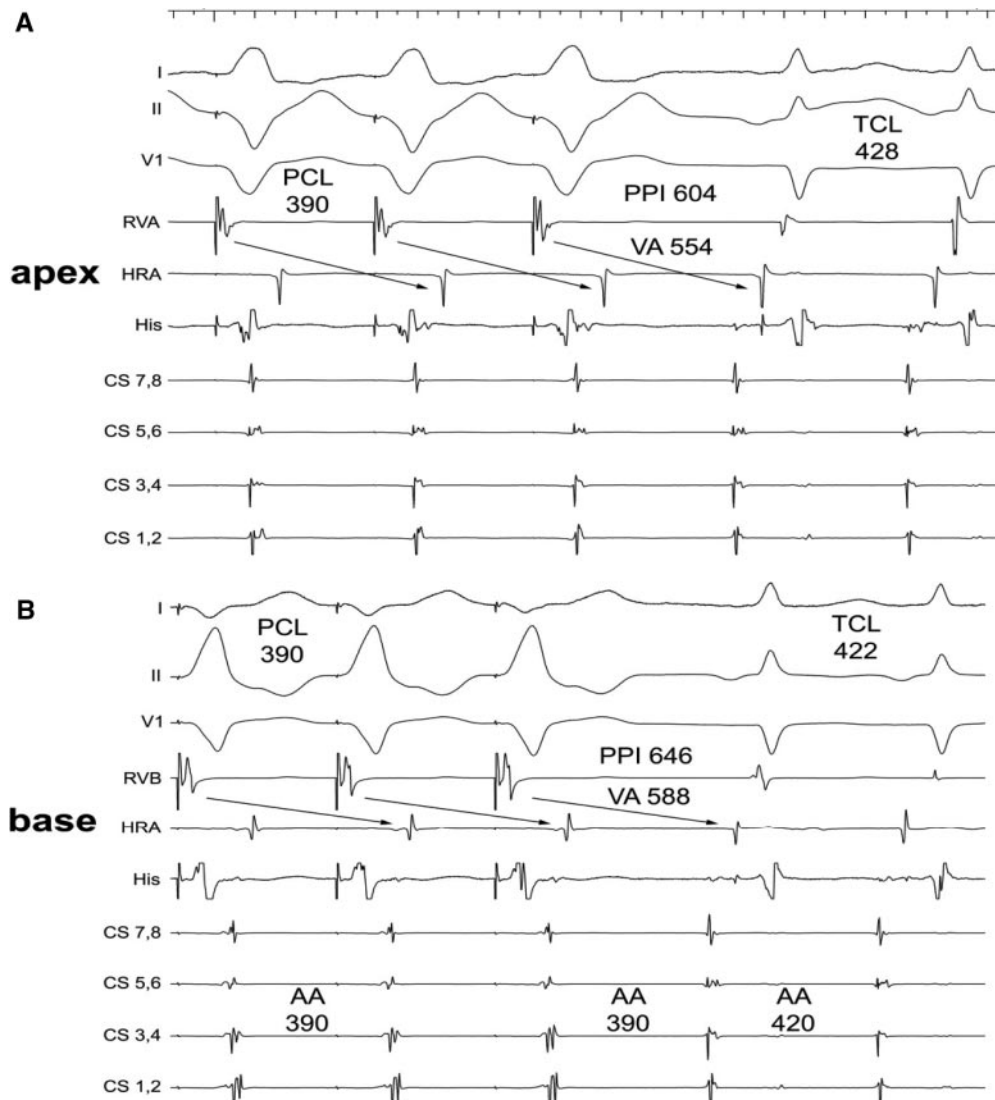 A
I
II
V1
PCL
390
TCL
428
RVA
PPI 604
VA 554
apex
HRA
His
CS 7,8
CS 5,6
CS 3,4
CS 1,2
B
I
PCL
390
TCL
422
II
V1
RVB
PPI 646
VA 588
base
HRA
His
CS 7,8
CS 5,6
AA
390
AA
390
AA
420
CS 3,4
CS 1,2